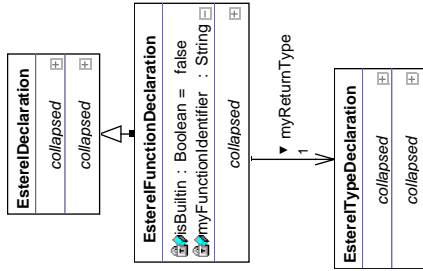 EsterelDeclaration
collapsed
collapsed
EsterelFunctionDeclaration
isBuiltin : Boolean = false
myFunctionIdentifier : String
collapsed
myReturnType
1
EsterelTypeDeclaration
collapsed
collapsed